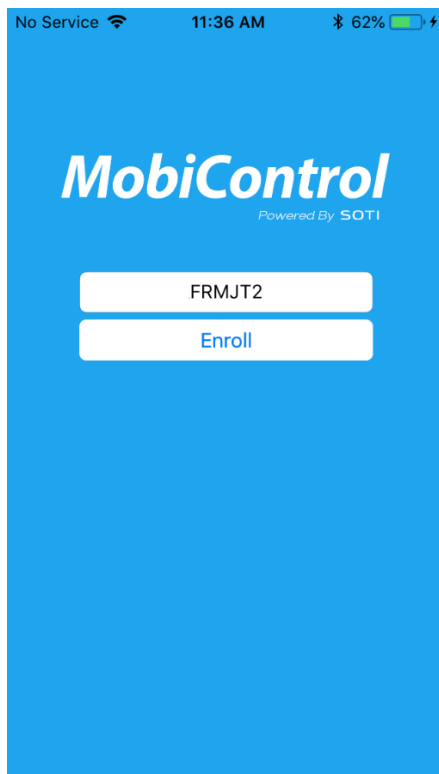 No Service 11:36 AM 62%
MobiControl
Powered By SOTI
FRMJT2
Enroll